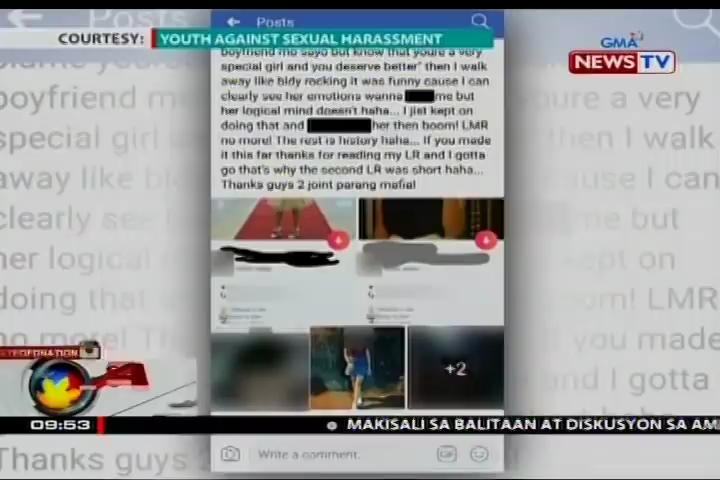 Posts
COURTESY: YOUTH AGAINST SEXUAL HARASSMENT
GMA
NEWS TV
boyfriend mo sayo but know that youre a very
special girl and you deserve better" then I walk
away like bldy rocking it was funny cause I can
clearly see her emotions wanna me but
her logical mind doesn't haha... I jist kept on
doing that and her then boom! LMR
no more! The rest is history haha... If you made
it this far thanks for reading my LR and I gotta
go that's why the second LR was short haha...
Thanks guys 2 joint parang mafia!
+2
Write a comment.
GIF
09:53
MAKISALI SA BALITAAN AT DISKUSYON SA AM